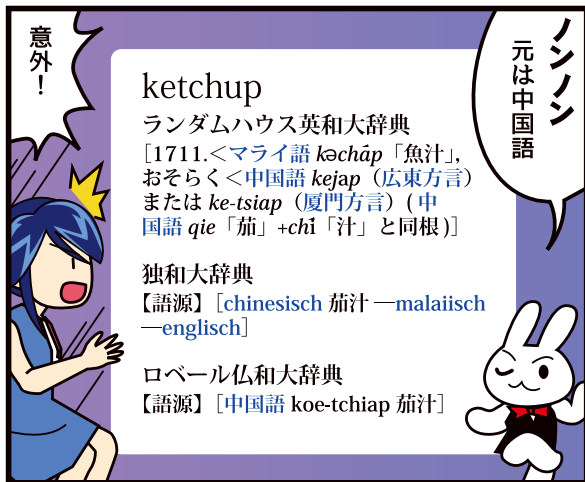 ノンノン
元は中国語
意外！
ketchup
ランダムハウス英和大辞典
［1711.＜マライ語 kəchāp「魚汁」,
おそらく＜中国語 kejap（広東方言）
または ke-tsiap（厦門方言）( 中
国語 qie「茄」+chǐ「汁」と同根 )］
独和大辞典
【語源】［chinesisch 茄汁 ―malaiisch
―englisch］
ロベール仏和大辞典
【語源】［中国語 koe-tchiap 茄汁］